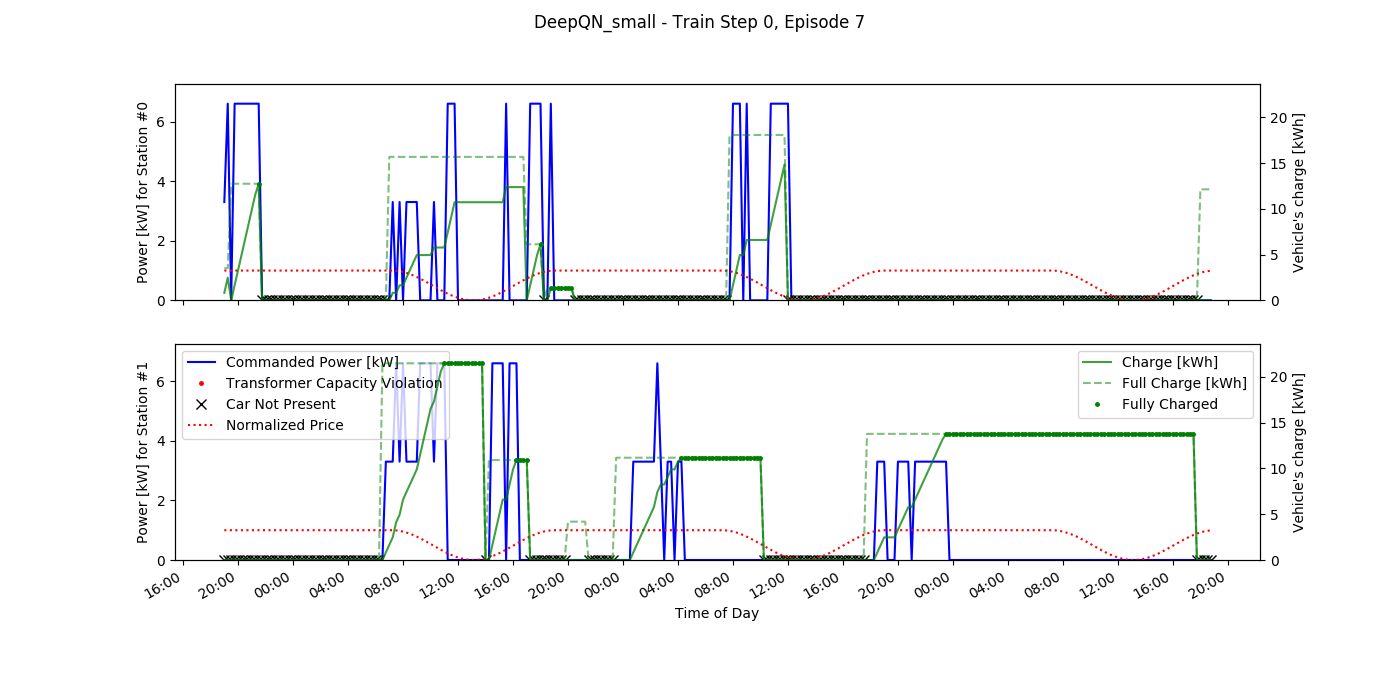 DeepQN_small - Train Step 0, Episode 7
Power [kW] for Station #0
0
2
4
6
0
5
10
15
20
Vehicle's charge [kWh]
Power [kW] for Station #1
0
2
4
6
Commanded Power [kW]
Transformer Capacity Violation
Car Not Present
Normalized Price
Charge [kWh]
Full Charge [kWh]
Fully Charged
0
5
10
15
20
Vehicle's charge [kWh]
16:00 20:00 00:00 04:00 08:00 12:00 16:00 20:00 00:00 04:00 08:00 12:00 16:00 20:00 00:00 04:00 08:00 12:00 16:00 20:00
Time of Day